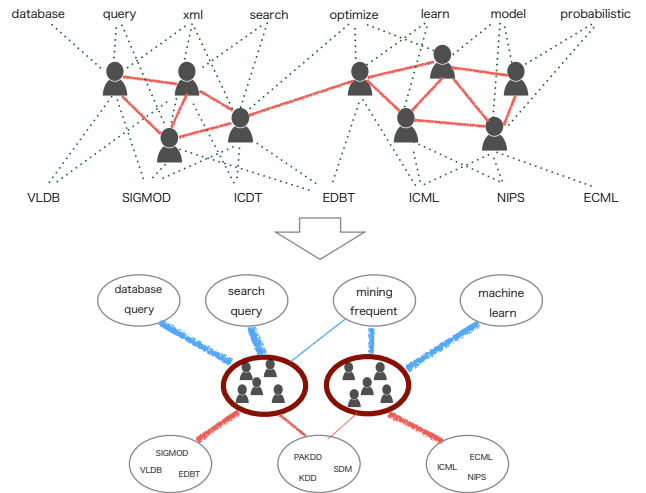 database query xml search optimize learn model probabilistic
VLDB SIGMOD ICDT EDBT ICML NIPS ECML
database
query
search
query
mining
frequent
machine
learn
SIGMOD
VLDB
EDBT
PAKDD
SDM
KDD
ECML
ICML
NIPS